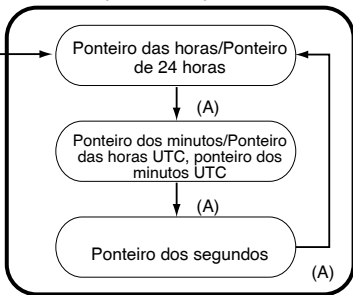 Ponteiro das horas/Ponteiro
de 24 horas
(A)
Ponteiro dos minutos/Ponteiro
das horas UTC, ponteiro dos
minutos UTC
(A)
Ponteiro dos segundos
(A)